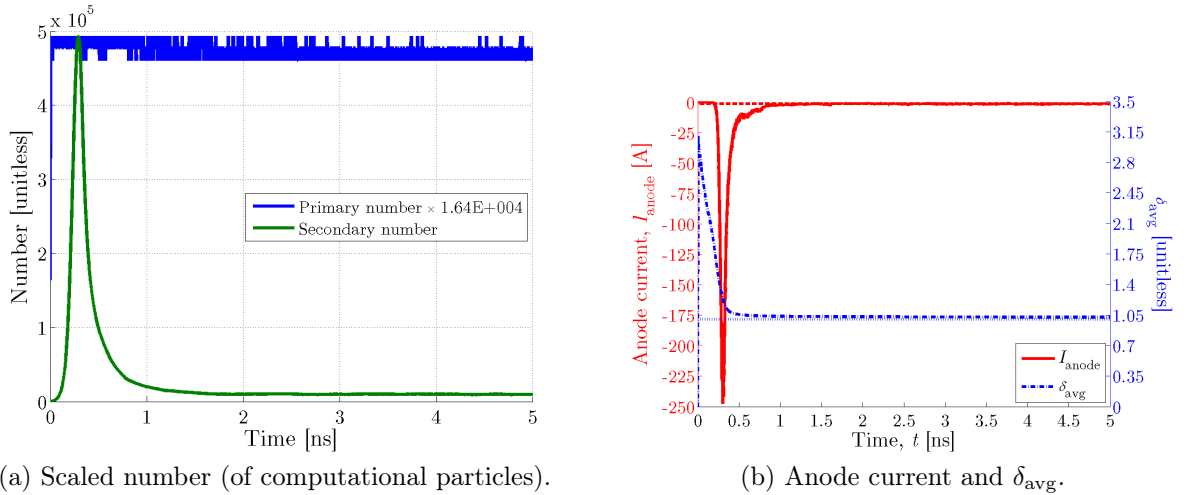 × 10⁵
5
4
3
2
1
0
Number [unitless]
Primary number × 1.64E+004
Secondary number
0 1 2 3 4 5
Time [ns]
(a) Scaled number (of computational particles).
0
-25
-50
-75
-100
-125
-150
-175
-200
-225
-250
Anode current, I_anode [A]
3.5
3.15
2.8
2.45
2.1
1.75
1.4
1.05
0.7
0.35
0
δ_avg [unitless]
I_anode
δ_avg
0 0.5 1 1.5 2 2.5 3 3.5 4 4.5 5
Time, t [ns]
(b) Anode current and δ_avg.